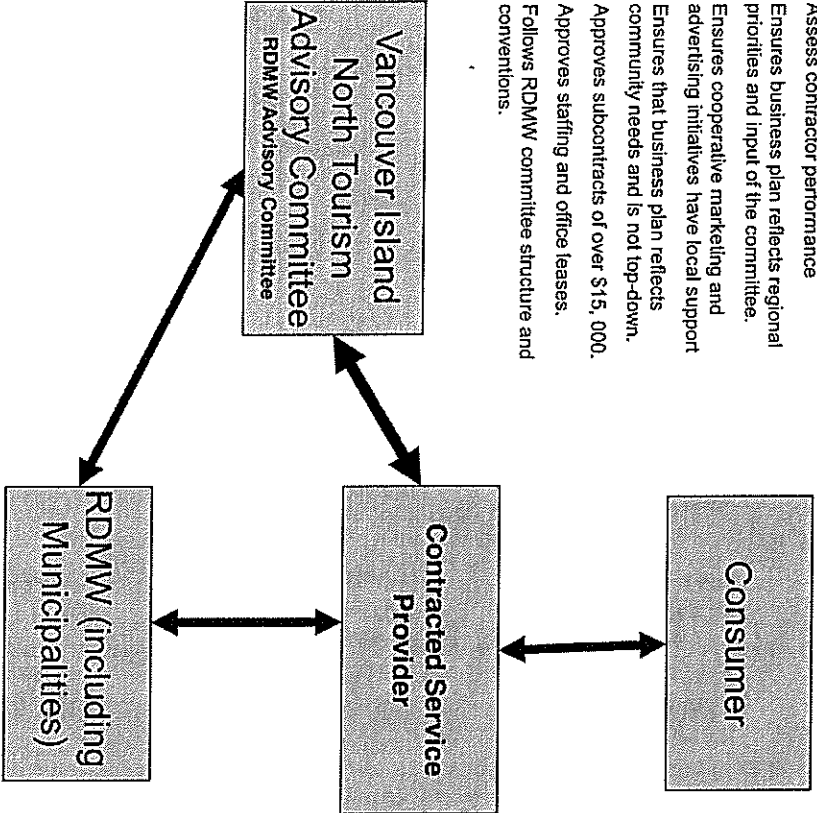 Assess contractor performance
Ensures business plan reflects regional
priorities and input of the committee.
Ensures cooperative marketing and
advertising initiatives have local support
Ensures that business plan reflects
community needs and is not top-down.
Approves subcontracts of over $15, 000.
Approves staffing and office leases.
Follows RDMW committee structure and
conventions.
Vancouver Island
North Tourism
Advisory Committee
RDMW Advisory Committee
Consumer
Contracted Service
Provider
RDMW (including
Municipalities)